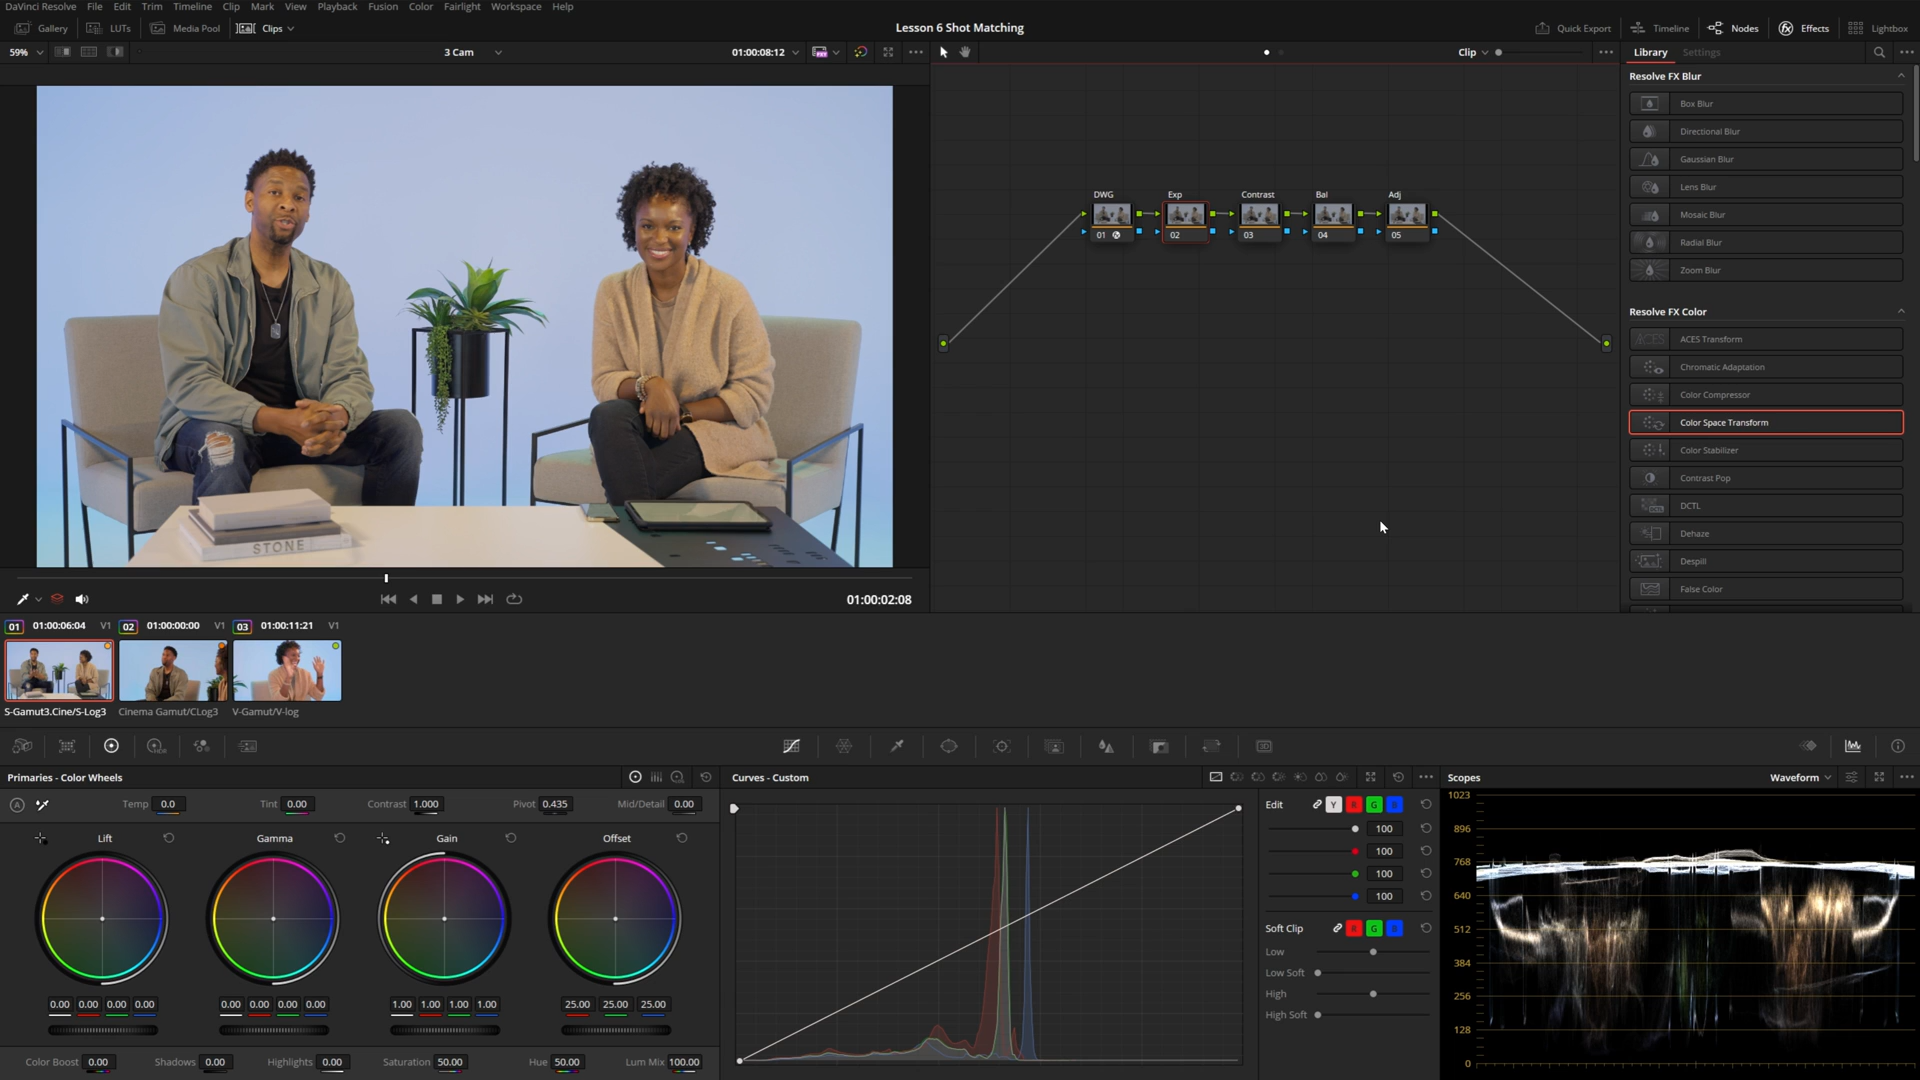 DaVinci Resolve File Edit Trim Timeline Clip Mark View Playback Fusion Color Fairlight Workspace Help
Gallery LUTs Media Pool Clips Lesson 6 Shot Matching Quick Export Timeline Nodes Effects Lightbox
59% 3 Cam 01:00:08:12 Clip Library Settings
Resolve FX Blur
Box Blur
Directional Blur
Gaussian Blur
Lens Blur
Mosaic Blur
Radial Blur
Zoom Blur
Resolve FX Color
ACES Transform
Chromatic Adaptation
Color Compressor
Color Space Transform
Color Stabilizer
Contrast Pop
DCTL
Dehaze
Despill
False Color
DWG Exp Contrast Bal Adj
01 02 03 04 05
STONE
01:00:02:08
01 01:00:06:04 V1 02 01:00:00:00 V1 03 01:00:11:21 V1
S-Gamut3.Cine/S-Log3 Cinema Gamut/CLog3 V-Gamut/V-log
HDR
3D
Primaries - Color Wheels
A Temp 0.0 Tint 0.00 Contrast 1.000 Pivot 0.435 Mid/Detail 0.00
Lift Gamma Gain Offset
0.00 0.00 0.00 0.00 0.00 0.00 0.00 0.00 1.00 1.00 1.00 1.00 25.00 25.00 25.00
Color Boost 0.00 Shadows 0.00 Highlights 0.00 Saturation 50.00 Hue 50.00 Lum Mix 100.00
Curves - Custom
Edit Y R G B
100
100
100
100
Soft Clip R G B
Low
Low Soft
High
High Soft
Scopes Waveform
1023
896
768
640
512
384
256
128
0